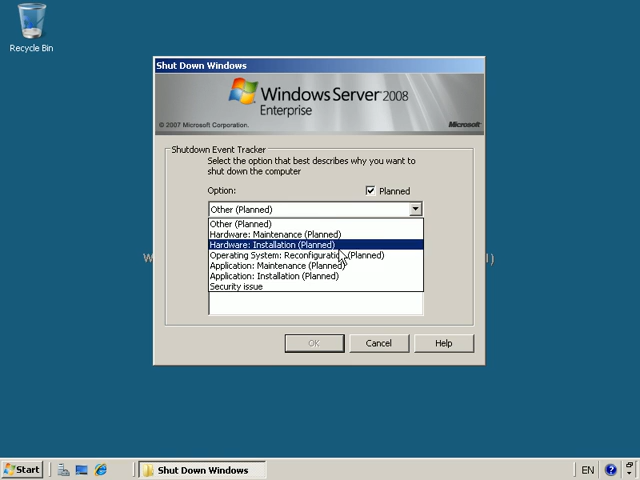 Recycle Bin
Shut Down Windows
Windows Server 2008
Enterprise
© 2007 Microsoft Corporation.
Microsoft
Shutdown Event Tracker
Select the option that best describes why you want to
shut down the computer
Option:
Planned
Other (Planned)
Other (Planned)
Hardware: Maintenance (Planned)
Hardware: Installation (Planned)
Operating System: Reconfiguration (Planned)
Application: Maintenance (Planned)
Application: Installation (Planned)
Security issue
OK
Cancel
Help
Start
Shut Down Windows
EN